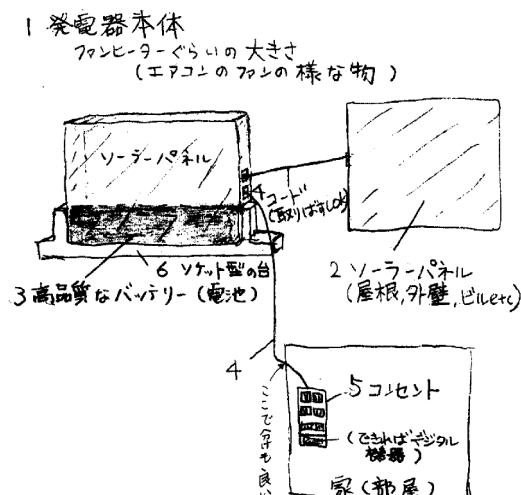 1 発電器本体
ファンヒーターぐらいの大きさ
(エアコンのファンの様な物)
ソーラーパネル
4
コード
(取りはずしOK)
6 ソケット型の台
3 高品質なバッテリー(電池)
2 ソーラーパネル
(屋根,外壁,ビルetc)
4
ここで分けも良い
5 コンセント
(できればデジタル
機器)
家(部屋)